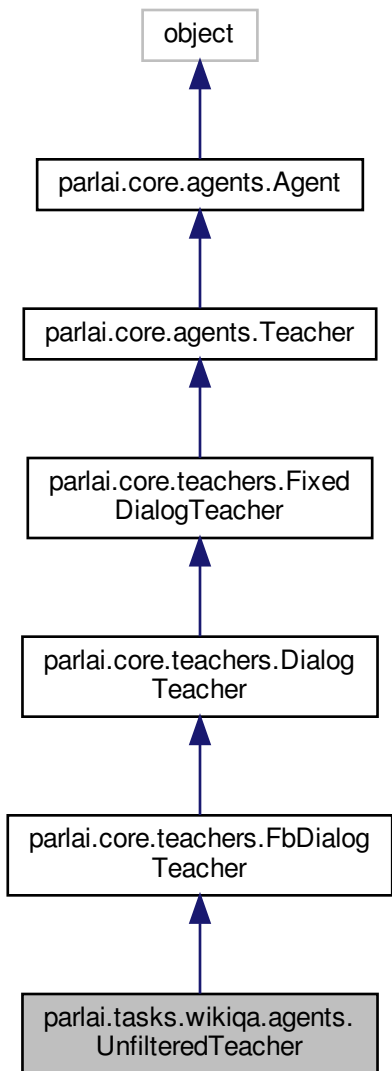 object
parlai.core.agents.Agent
parlai.core.agents.Teacher
parlai.core.teachers.Fixed
DialogTeacher
parlai.core.teachers.Dialog
Teacher
parlai.core.teachers.FbDialog
Teacher
parlai.tasks.wikiqa.agents.
UnfilteredTeacher